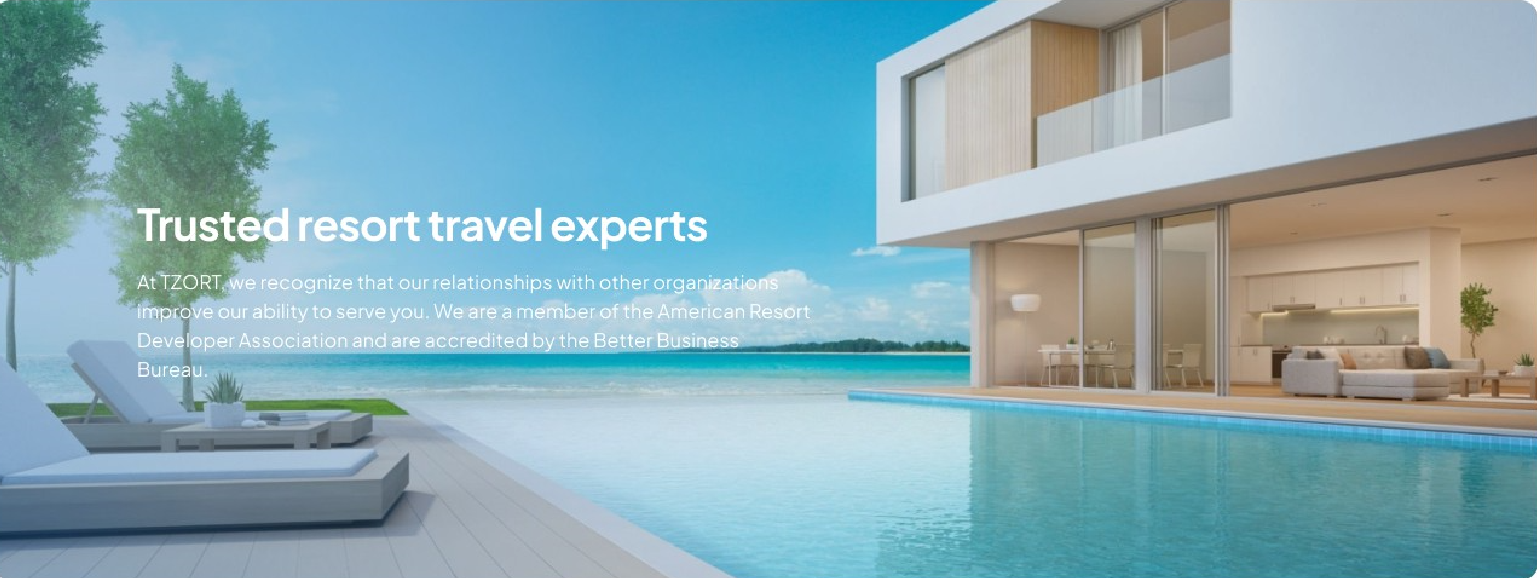 Trusted resort travel experts
At TZORT, we recognize that our relationships with other organizations
improve our ability to serve you. We are a member of the American Resort
Developer Association and are accredited by the Better Business
Bureau.